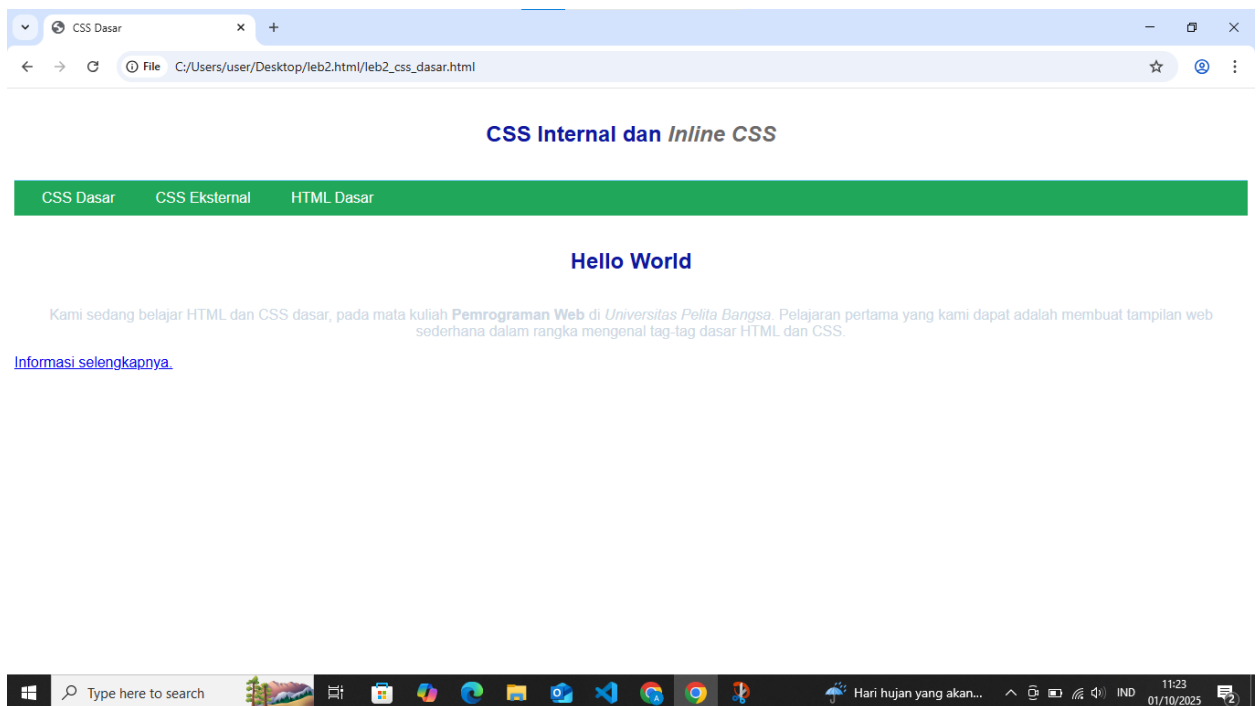 CSS Dasar
File C:/Users/user/Desktop/leb2.html/leb2_css_dasar.html
CSS Internal dan Inline CSS
CSS Dasar CSS Eksternal HTML Dasar
Hello World
Kami sedang belajar HTML dan CSS dasar, pada mata kuliah Pemrograman Web di Universitas Pelita Bangsa. Pelajaran pertama yang kami dapat adalah membuat tampilan web
sederhana dalam rangka mengenal tag-tag dasar HTML dan CSS.
Informasi selengkapnya.
Type here to search Hari hujan yang akan... IND 11:23
01/10/2025 2